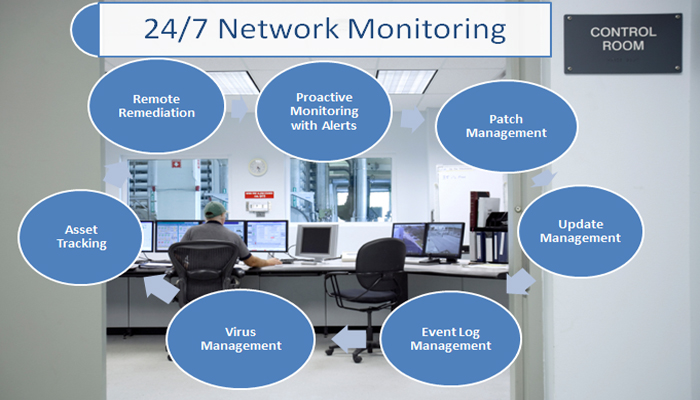 24/7 Network Monitoring
CONTROL
ROOM
Remote
Remediation
Proactive
Monitoring
with Alerts
Patch
Management
Update
Management
Event Log
Management
Virus
Management
Asset
Tracking